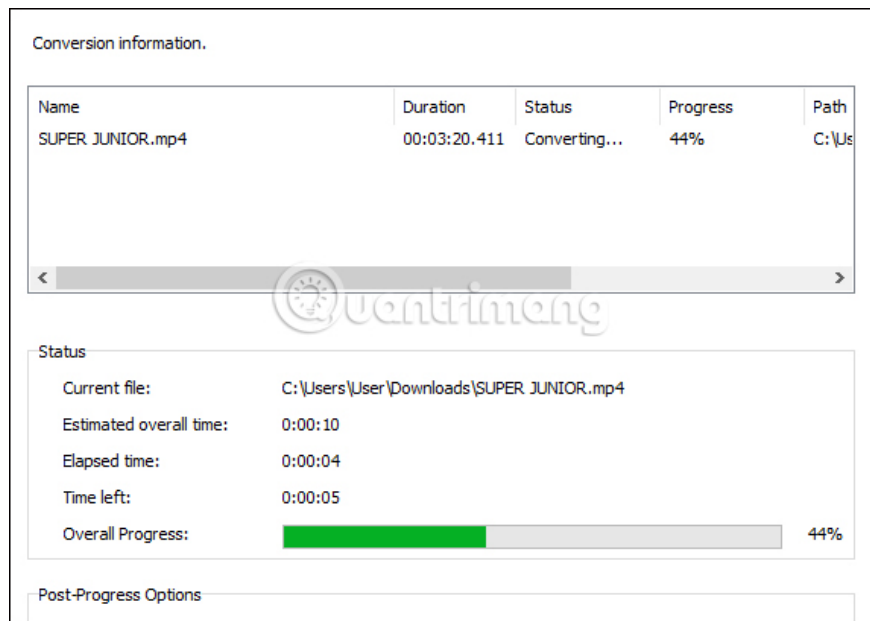 Conversion information.
Name Duration Status Progress Path
SUPER JUNIOR.mp4 00:03:20.411 Converting... 44% C:\Us
Quantrimang
Status
Current file: C:\Users\User\Downloads\SUPER JUNIOR.mp4
Estimated overall time: 0:00:10
Elapsed time: 0:00:04
Time left: 0:00:05
Overall Progress: 44%
Post-Progress Options